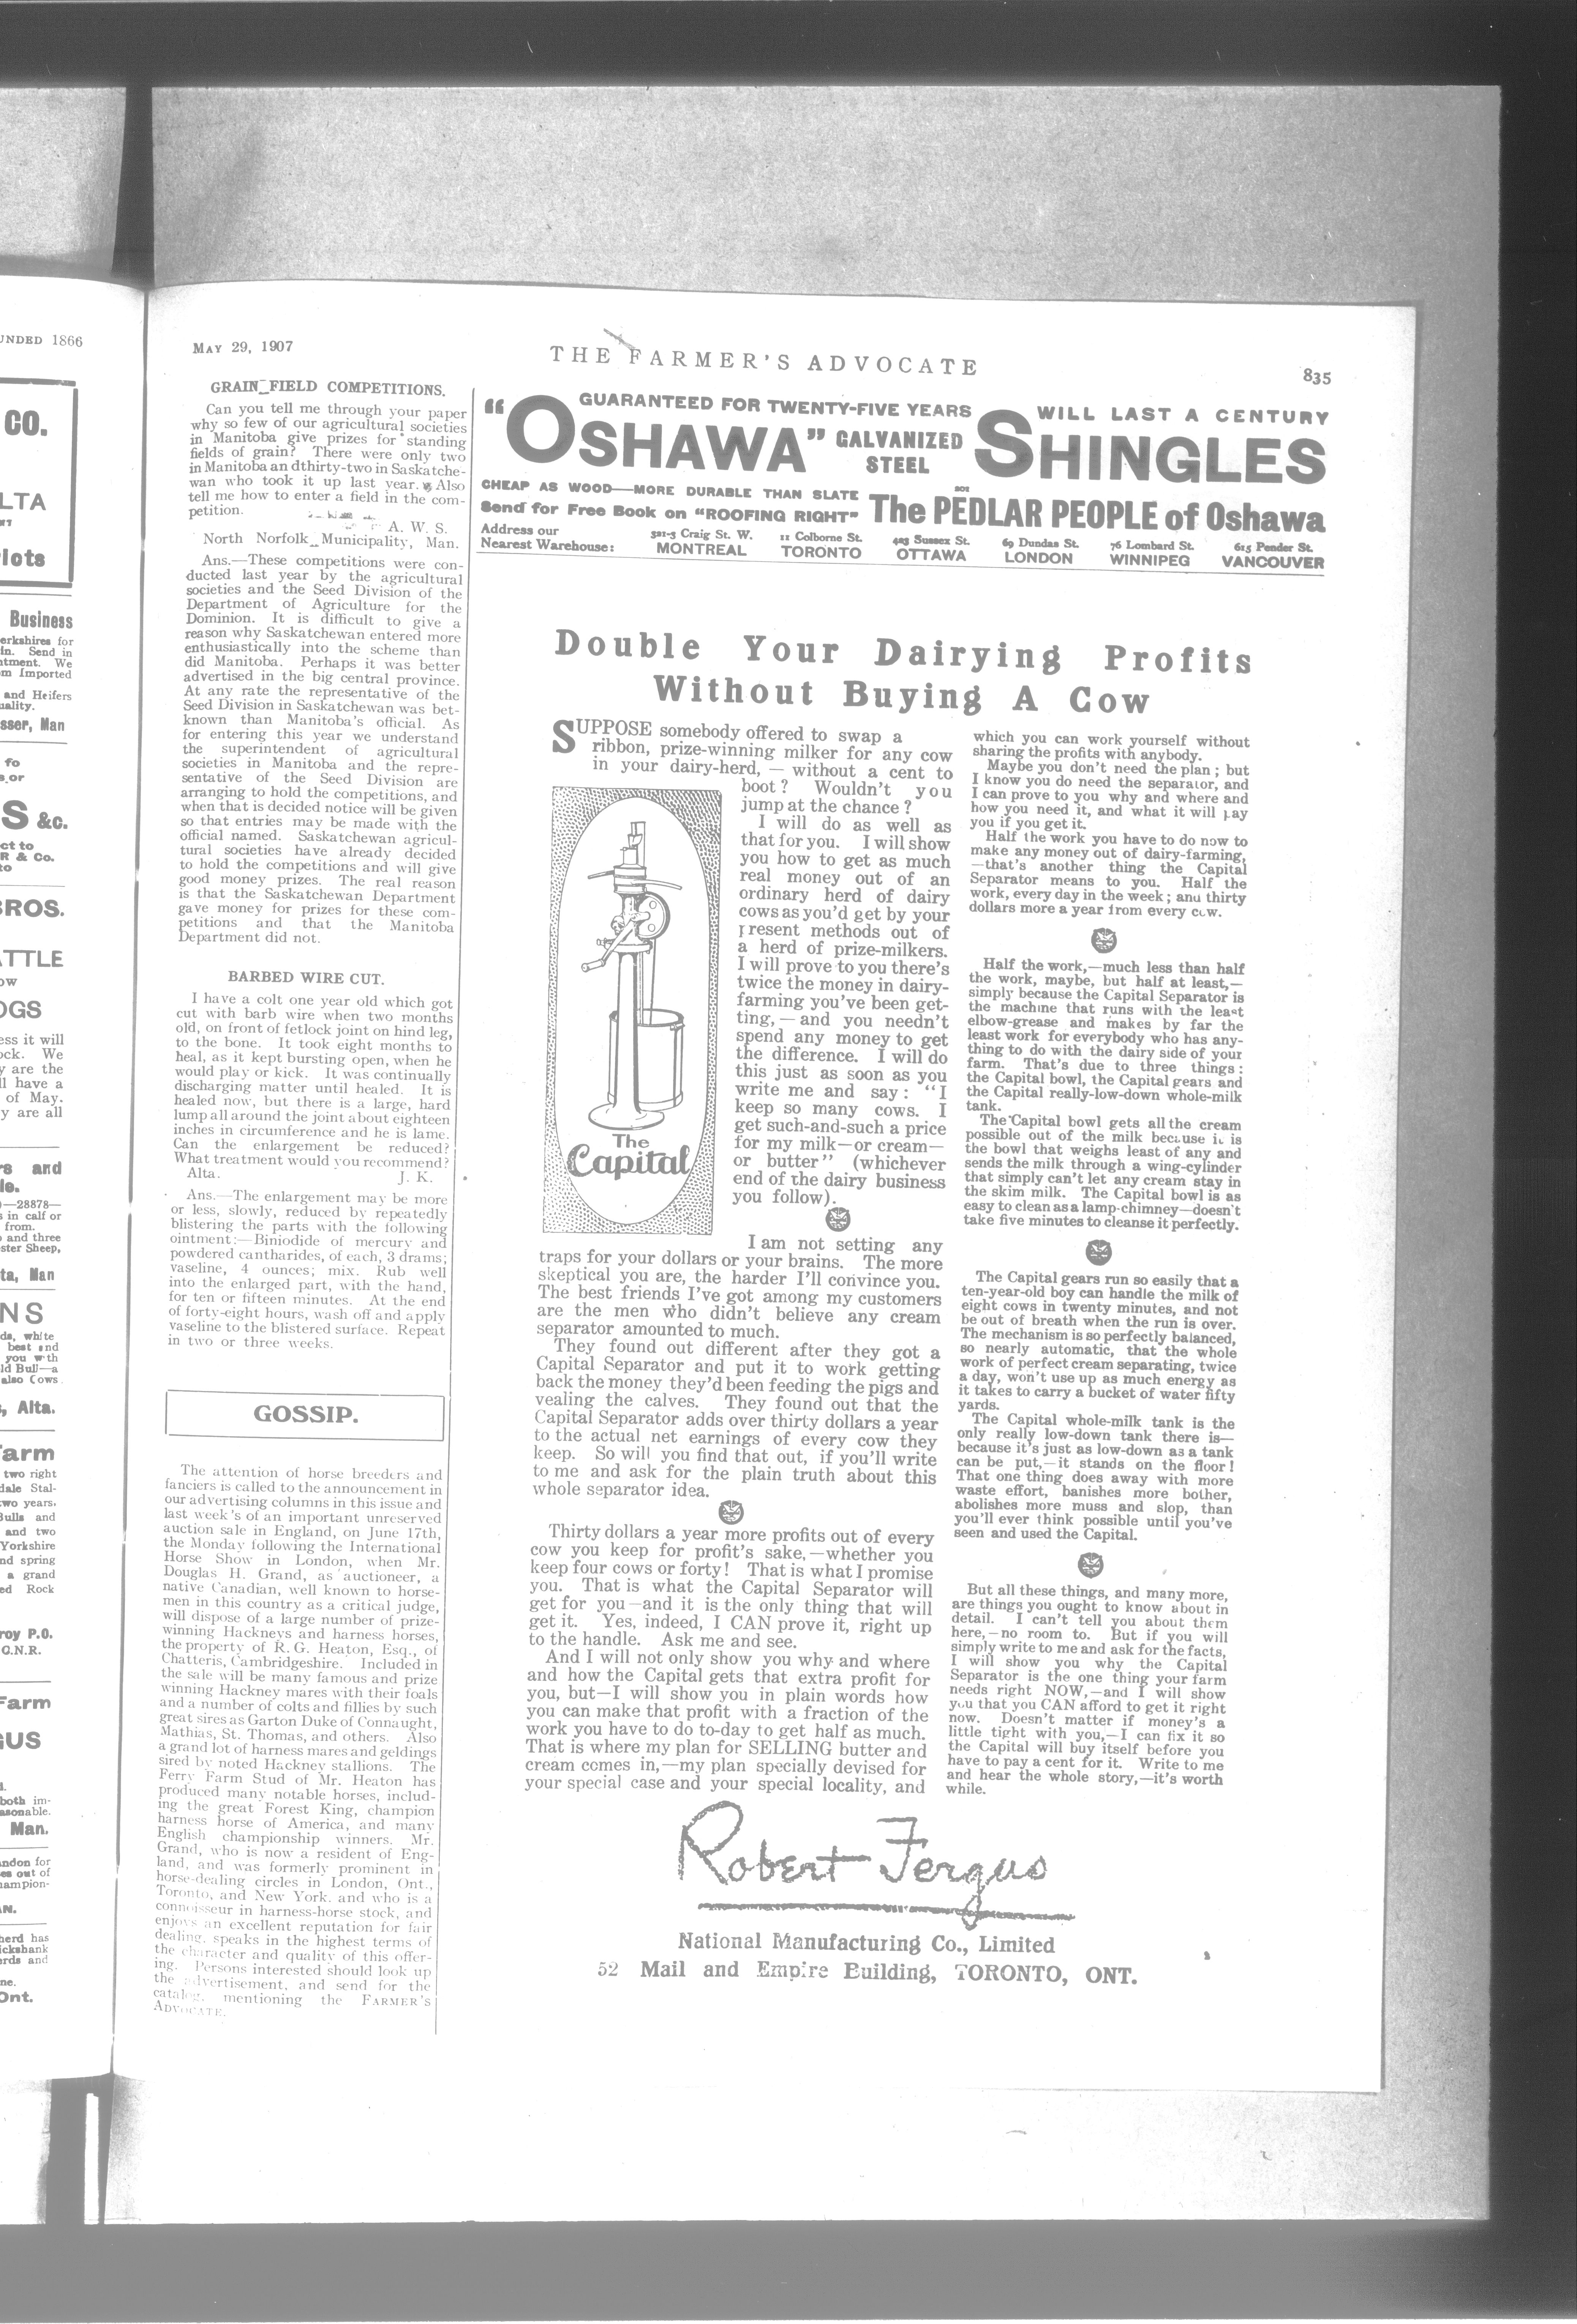 UNDED 1866
CO.
LTA
lots
Business
erkshires for
in. Send in
ntment. We
m Imported
and Heifers
uality.
sser, Man
fo
s or
S &c.
ct to
R & Co.
to
BROS.
ATTLE
OW
OGS
ess it will
ock. We
y are the
ll have a
of May.
y are all
rs and
le.
—28878—
s in calf or
from.
o and three
ster Sheep,
ta, Man
NS
ds, white
best and
you with
ld Bull—a
also Cows.
, Alta.
Farm
two right
dale Stal-
two years.
Bulls and
and two
Yorkshire
nd spring
a grand
ed Rock
roy P.O.
C.N.R.
Farm
GUS
both im-
asonable.
Man.
ndon for
es out of
hampion-
AN.
herd has
ickshank
erds and
ne.
Ont.
MAY 29, 1907
THE FARMER'S ADVOCATE
835
GRAIN FIELD COMPETITIONS.
Can you tell me through your paper
why so few of our agricultural societies
in Manitoba give prizes for standing
fields of grain? There were only two
in Manitoba an dthirty-two in Saskatche-
wan who took it up last year. Also
tell me how to enter a field in the com-
petition.
A. W. S.
North Norfolk Municipality, Man.
Ans.—These competitions were con-
ducted last year by the agricultural
societies and the Seed Division of the
Department of Agriculture for the
Dominion. It is difficult to give a
reason why Saskatchewan entered more
enthusiastically into the scheme than
did Manitoba. Perhaps it was better
advertised in the big central province.
At any rate the representative of the
Seed Division in Saskatchewan was bet-
known than Manitoba's official. As
for entering this year we understand
the superintendent of agricultural
societies in Manitoba and the repre-
sentative of the Seed Division are
arranging to hold the competitions, and
when that is decided notice will be given
so that entries may be made with the
official named. Saskatchewan agricul-
tural societies have already decided
to hold the competitions and will give
good money prizes. The real reason
is that the Saskatchewan Department
gave money for prizes for these com-
petitions and that the Manitoba
Department did not.
BARBED WIRE CUT.
I have a colt one year old which got
cut with barb wire when two months
old, on front of fetlock joint on hind leg,
to the bone. It took eight months to
heal, as it kept bursting open, when he
would play or kick. It was continually
discharging matter until healed. It is
healed now, but there is a large, hard
lump all around the joint about eighteen
inches in circumference and he is lame.
Can the enlargement be reduced?
What treatment would you recommend?
Alta. J. K.
Ans.—The enlargement may be more
or less, slowly, reduced by repeatedly
blistering the parts with the following
ointment:—Biniodide of mercury and
powdered cantharides, of each, 3 drams;
vaseline, 4 ounces; mix. Rub well
into the enlarged part, with the hand,
for ten or fifteen minutes. At the end
of forty-eight hours, wash off and apply
vaseline to the blistered surface. Repeat
in two or three weeks.
GOSSIP.
The attention of horse breeders and
fanciers is called to the announcement in
our advertising columns in this issue and
last week's of an important unreserved
auction sale in England, on June 17th,
the Monday following the International
Horse Show in London, when Mr.
Douglas H. Grand, as auctioneer, a
native Canadian, well known to horse-
men in this country as a critical judge,
will dispose of a large number of prize-
winning Hackneys and harness horses,
the property of R. G. Heaton, Esq., of
Chatteris, Cambridgeshire. Included in
the sale will be many famous and prize
winning Hackney mares with their foals
and a number of colts and fillies by such
great sires as Garton Duke of Connaught,
Mathias, St. Thomas, and others. Also
a grand lot of harness mares and geldings
sired by noted Hackney stallions. The
Ferry Farm Stud of Mr. Heaton has
produced many notable horses, includ-
ing the great Forest King, champion
harness horse of America, and many
English championship winners. Mr.
Grand, who is now a resident of Eng-
land, and was formerly prominent in
horse-dealing circles in London, Ont.,
Toronto, and New York, and who is a
connoisseur in harness-horse stock, and
enjoys an excellent reputation for fair
dealing, speaks in the highest terms of
the character and quality of this offer-
ing. Persons interested should look up
the advertisement, and send for the
catalog, mentioning the FARMER'S
ADVOCATE.
GUARANTEED FOR TWENTY-FIVE YEARS WILL LAST A CENTURY
"OSHAWA" GALVANIZED STEEL SHINGLES
CHEAP AS WOOD—MORE DURABLE THAN SLATE
Send for Free Book on "ROOFING RIGHT" The PEDLAR PEOPLE of Oshawa
Address our Nearest Warehouse:
321-3 Craig St. W. MONTREAL
11 Colborne St. TORONTO
423 Sussex St. OTTAWA
69 Dundas St. LONDON
76 Lombard St. WINNIPEG
615 Pender St. VANCOUVER
Double Your Dairying Profits
Without Buying A Cow
SUPPOSE somebody offered to swap a
ribbon, prize-winning milker for any cow
in your dairy-herd, — without a cent to
boot? Wouldn't you
jump at the chance?
I will do as well as
that for you. I will show
you how to get as much
real money out of an
ordinary herd of dairy
cows as you'd get by your
present methods out of
a herd of prize-milkers.
I will prove to you there's
twice the money in dairy-
farming you've been get-
ting, — and you needn't
spend any money to get
the difference. I will do
this just as soon as you
write me and say: "I
keep so many cows. I
get such-and-such a price
for my milk—or cream—
or butter" (whichever
end of the dairy business
you follow).
The
Capital
I am not setting any
traps for your dollars or your brains. The more
skeptical you are, the harder I'll convince you.
The best friends I've got among my customers
are the men who didn't believe any cream
separator amounted to much.
They found out different after they got a
Capital Separator and put it to work getting
back the money they'd been feeding the pigs and
vealing the calves. They found out that the
Capital Separator adds over thirty dollars a year
to the actual net earnings of every cow they
keep. So will you find that out, if you'll write
to me and ask for the plain truth about this
whole separator idea.
Thirty dollars a year more profits out of every
cow you keep for profit's sake,—whether you
keep four cows or forty! That is what I promise
you. That is what the Capital Separator will
get for you—and it is the only thing that will
get it. Yes, indeed, I CAN prove it, right up
to the handle. Ask me and see.
And I will not only show you why and where
and how the Capital gets that extra profit for
you, but—I will show you in plain words how
you can make that profit with a fraction of the
work you have to do to-day to get half as much.
That is where my plan for SELLING butter and
cream comes in,—my plan specially devised for
your special case and your special locality, and
which you can work yourself without
sharing the profits with anybody.
Maybe you don't need the plan; but
I know you do need the separator, and
I can prove to you why and where and
how you need it, and what it will pay
you if you get it.
Half the work you have to do now to
make any money out of dairy-farming,
—that's another thing the Capital
Separator means to you. Half the
work, every day in the week; and thirty
dollars more a year from every cow.
Half the work,—much less than half
the work, maybe, but half at least,—
simply because the Capital Separator is
the machine that runs with the least
elbow-grease and makes by far the
least work for everybody who has any-
thing to do with the dairy side of your
farm. That's due to three things:
the Capital bowl, the Capital gears and
the Capital really-low-down whole-milk
tank.
The Capital bowl gets all the cream
possible out of the milk because it is
the bowl that weighs least of any and
sends the milk through a wing-cylinder
that simply can't let any cream stay in
the skim milk. The Capital bowl is as
easy to clean as a lamp-chimney—doesn't
take five minutes to cleanse it perfectly.
The Capital gears run so easily that a
ten-year-old boy can handle the milk of
eight cows in twenty minutes, and not
be out of breath when the run is over.
The mechanism is so perfectly balanced,
so nearly automatic, that the whole
work of perfect cream separating, twice
a day, won't use up as much energy as
it takes to carry a bucket of water fifty
yards.
The Capital whole-milk tank is the
only really low-down tank there is—
because it's just as low-down as a tank
can be put,—it stands on the floor!
That one thing does away with more
waste effort, banishes more bother,
abolishes more muss and slop, than
you'll ever think possible until you've
seen and used the Capital.
But all these things, and many more,
are things you ought to know about in
detail. I can't tell you about them
here,—no room to. But if you will
simply write to me and ask for the facts,
I will show you why the Capital
Separator is the one thing your farm
needs right NOW,—and I will show
you that you CAN afford to get it right
now. Doesn't matter if money's a
little tight with you,—I can fix it so
the Capital will buy itself before you
have to pay a cent for it. Write to me
and hear the whole story,—it's worth
while.
Robert Fergus
National Manufacturing Co., Limited
52 Mail and Empire Building, TORONTO, ONT.